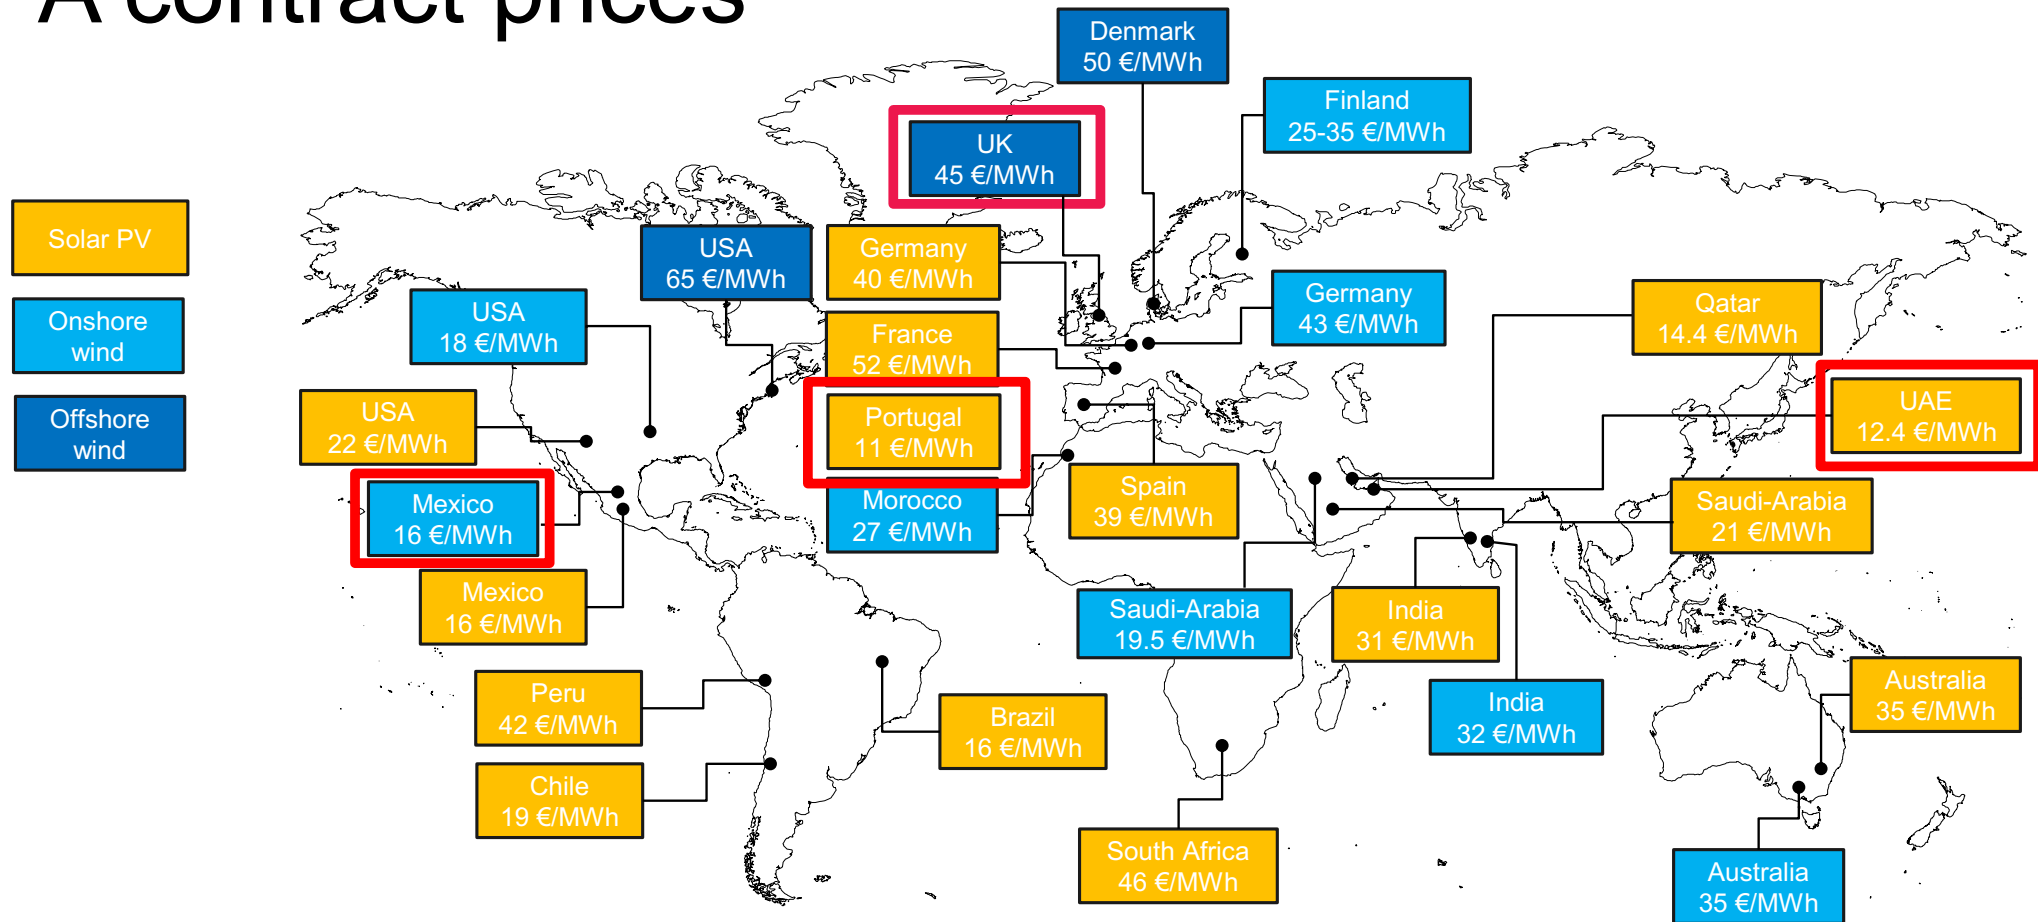 A contract prices
Denmark
50 €/MWh
Finland
25-35 €/MWh
UK
45 €/MWh
Solar PV
Onshore
wind
Offshore
wind
USA
65 €/MWh
Germany
40 €/MWh
Germany
43 €/MWh
USA
18 €/MWh
France
52 €/MWh
Qatar
14.4 €/MWh
USA
22 €/MWh
Portugal
11 €/MWh
UAE
12.4 €/MWh
Mexico
16 €/MWh
Morocco
27 €/MWh
Spain
39 €/MWh
Saudi-Arabia
21 €/MWh
Mexico
16 €/MWh
Saudi-Arabia
19.5 €/MWh
India
31 €/MWh
Peru
42 €/MWh
Brazil
16 €/MWh
India
32 €/MWh
Australia
35 €/MWh
Chile
19 €/MWh
South Africa
46 €/MWh
Australia
35 €/MWh